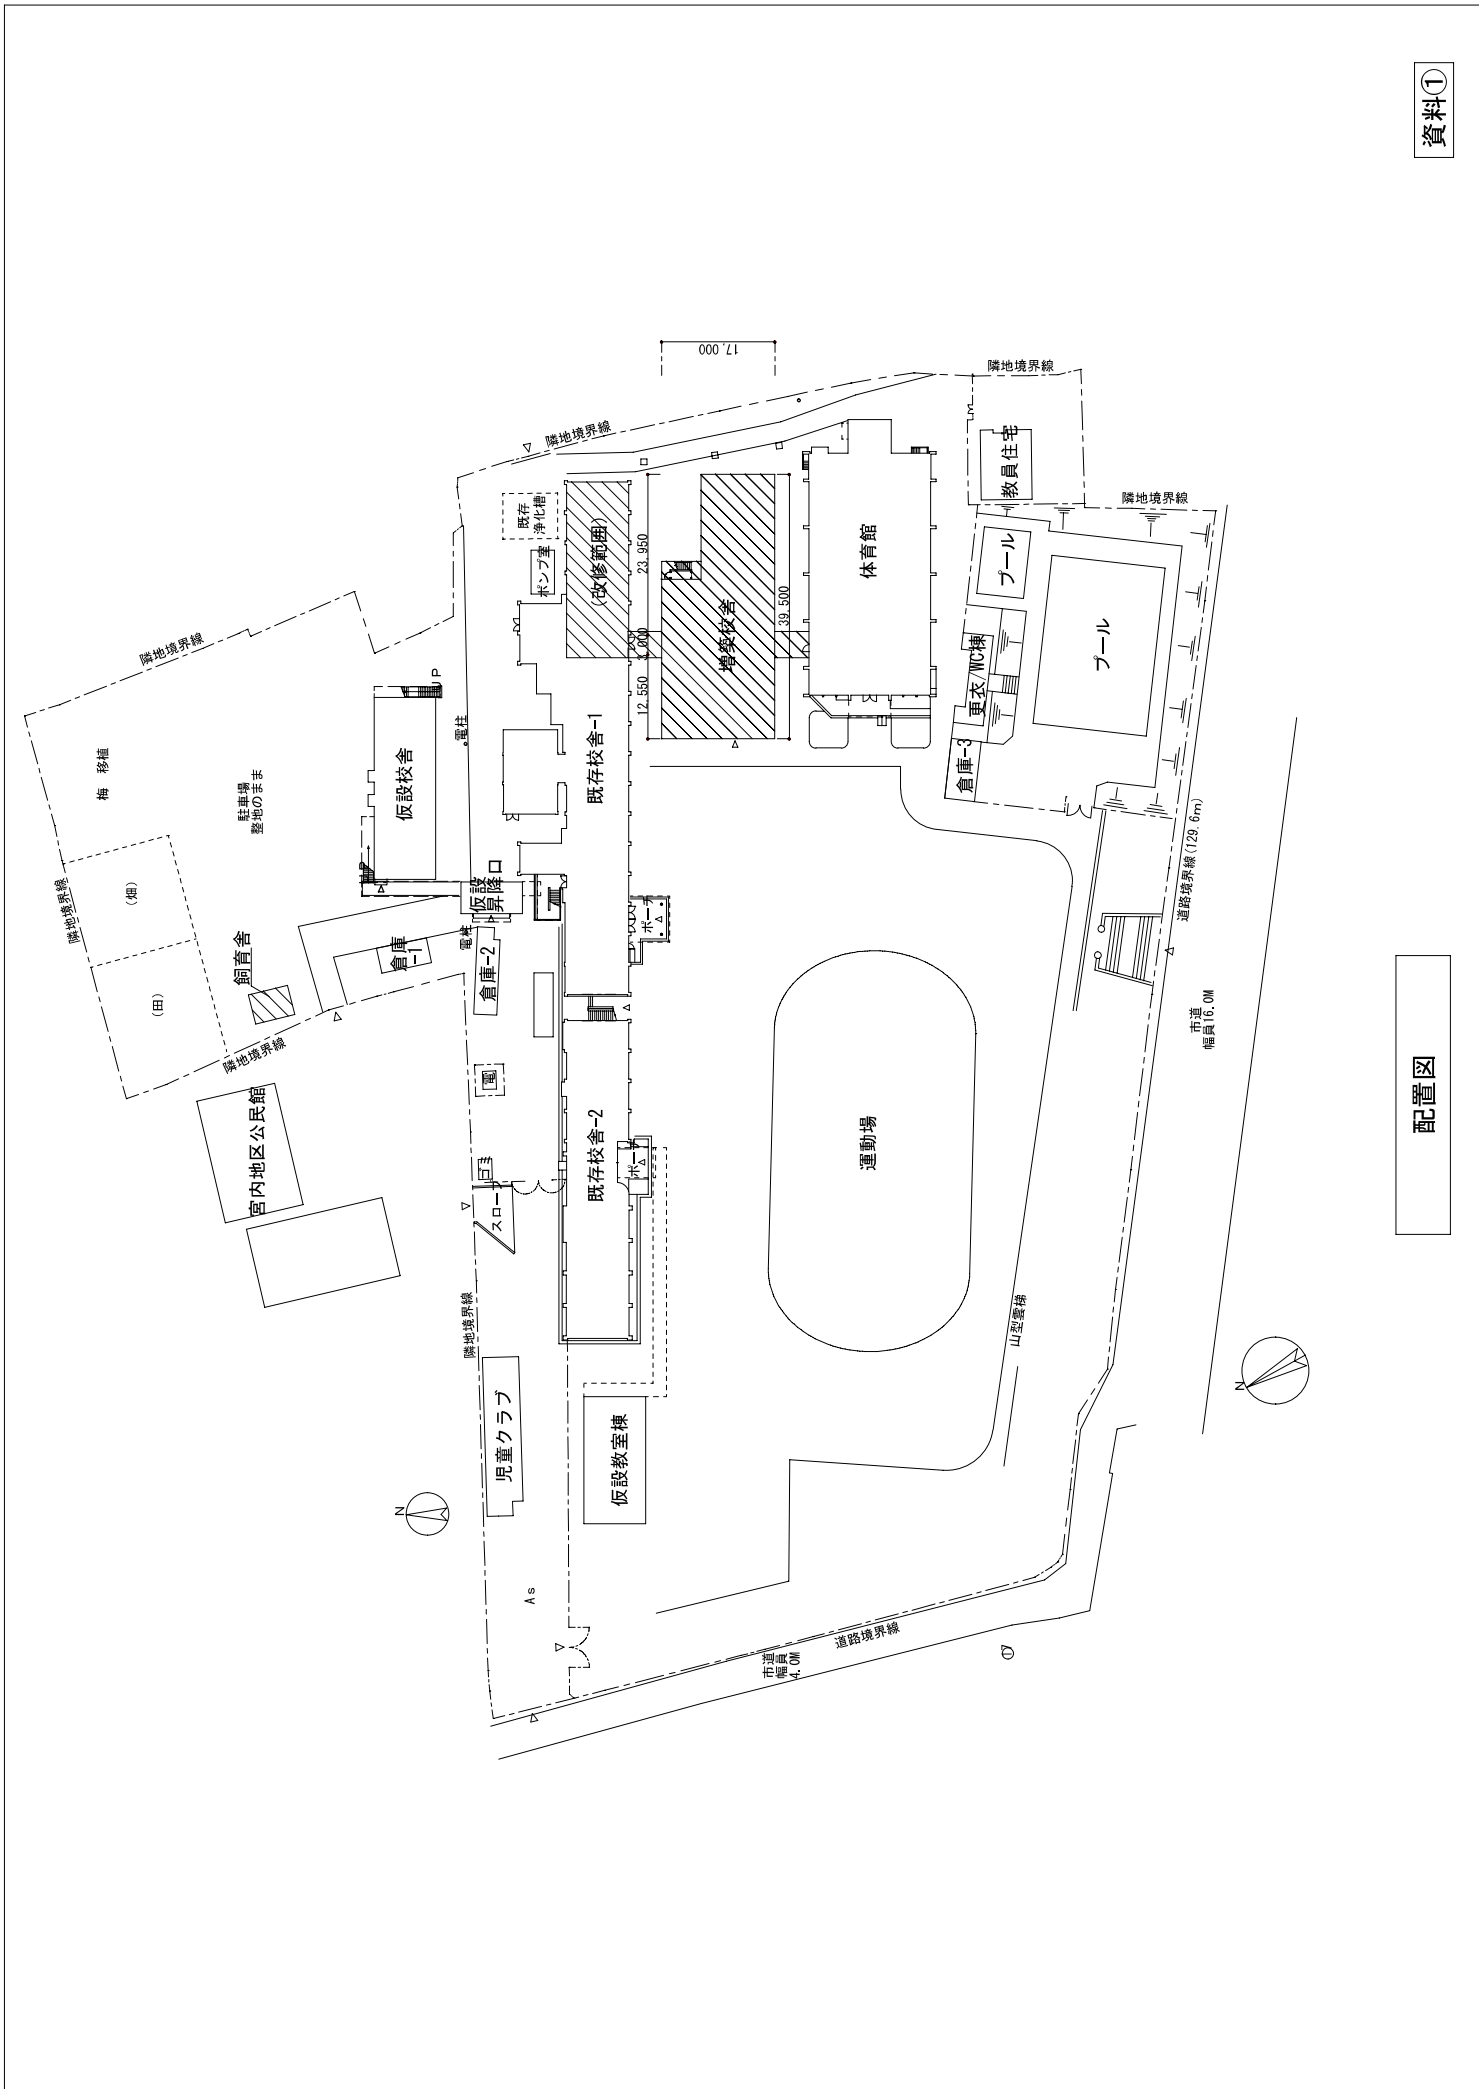 資料①
配置図
隣地境界線
梅 移植
駐車場
整地のまま
隣地境界線
(畑)
(田)
飼育舎
隣地境界線
宮内地区公民館
仮設校舎
UP
電柱
仮設
昇降口
電柱
倉庫
-1
倉庫-2
電
ゴミ
スロープ
隣地境界線
児童クラブ
N
As
隣地境界線
既存
浄化槽
ポンプ室
(改修範囲)
既存校舎-1
ポーチ
既存校舎-2
ポーチ
仮設教室棟
17.000
23.950
3.000
12.550
39.500
増築校舎
体育館
運動場
隣地境界線
教員住宅
隣地境界線
プール
プール
更衣/WC棟
倉庫-3
道路境界線(129.6m)
市道
幅員16.0M
山型雲梯
N
道路境界線
市道
幅員
4.0M